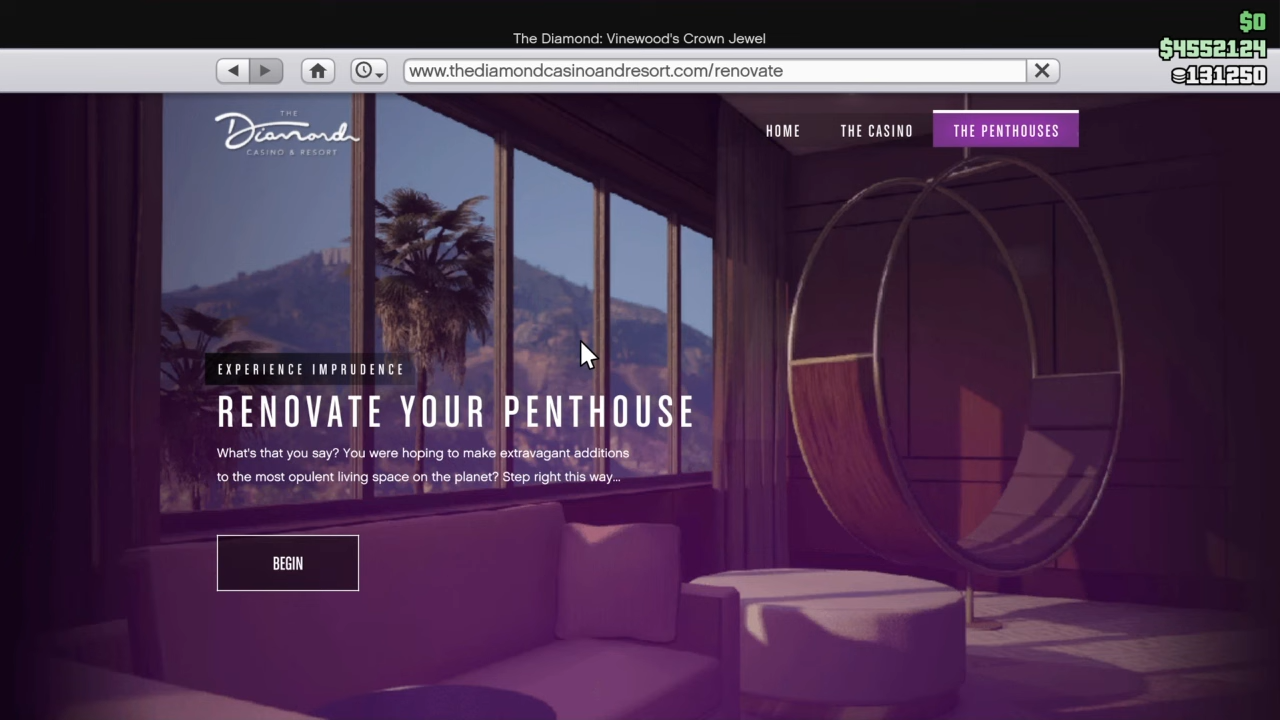 $0
The Diamond: Vinewood's Crown Jewel
$4552124
www.thediamondcasinoandresort.com/renovate
131250
THE
Diamond
CASINO & RESORT
HOME
THE CASINO
THE PENTHOUSES
EXPERIENCE IMPRUDENCE
RENOVATE YOUR PENTHOUSE
What's that you say? You were hoping to make extravagant additions
to the most opulent living space on the planet? Step right this way...
BEGIN